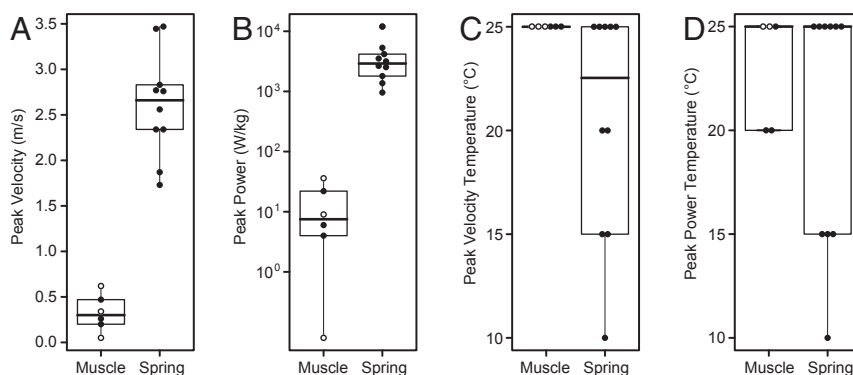 A
Peak Velocity (m/s)
3.5
3.0
2.5
2.0
1.5
1.0
0.5
0.0
Muscle Spring
B
Peak Power (W/kg)
10⁴
10³
10²
10¹
10⁰
Muscle Spring
C
Peak Velocity Temperature (°C)
25
20
15
10
Muscle Spring
D
Peak Power Temperature (°C)
25
20
15
10
Muscle Spring